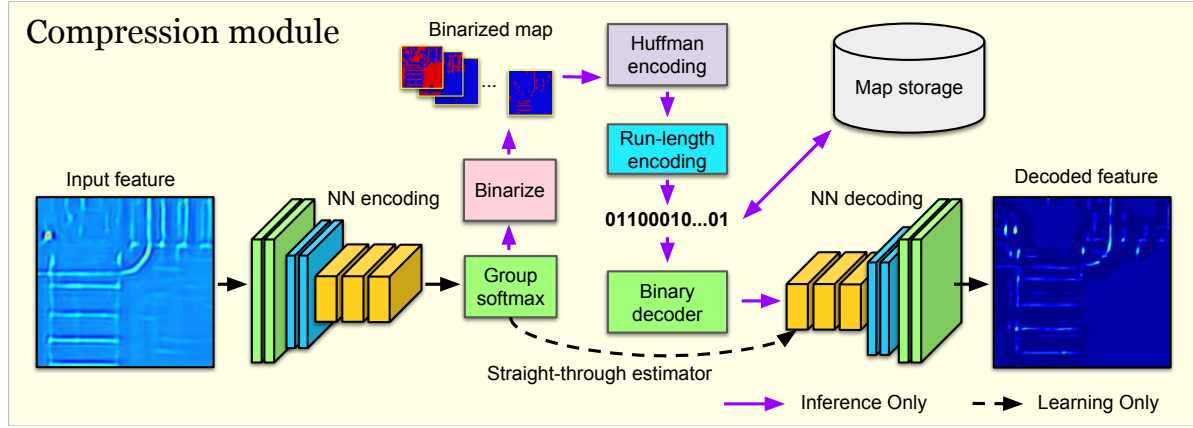 Compression module
Binarized map
...
Huffman
encoding
Map storage
Run-length
encoding
Input feature
NN encoding
Binarize
01100010...01
NN decoding
Decoded feature
Group
softmax
Binary
decoder
Straight-through estimator
Inference Only
Learning Only